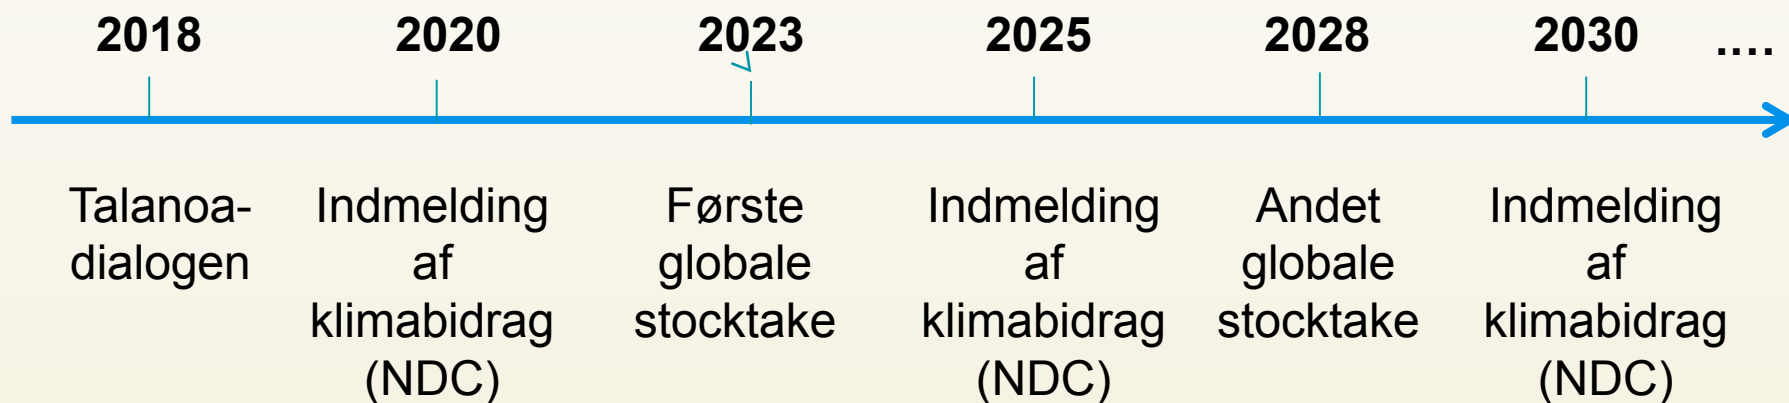 2018 2020 2023 2025 2028 2030 ....
Talanoa- Indmelding Første Indmelding Andet Indmelding
dialogen af globale af globale af
klimabidrag stocktake klimabidrag stocktake klimabidrag
(NDC) (NDC) (NDC)